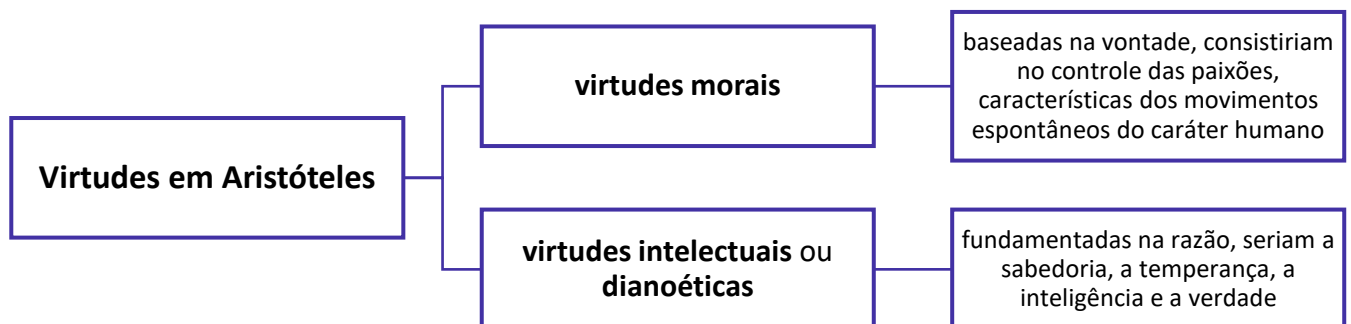 Virtudes em Aristóteles
virtudes morais
baseadas na vontade, consistiriam
no controle das paixões,
características dos movimentos
espontâneos do caráter humano
virtudes intelectuais ou
dianoéticas
fundamentadas na razão, seriam a
sabedoria, a temperança, a
inteligência e a verdade